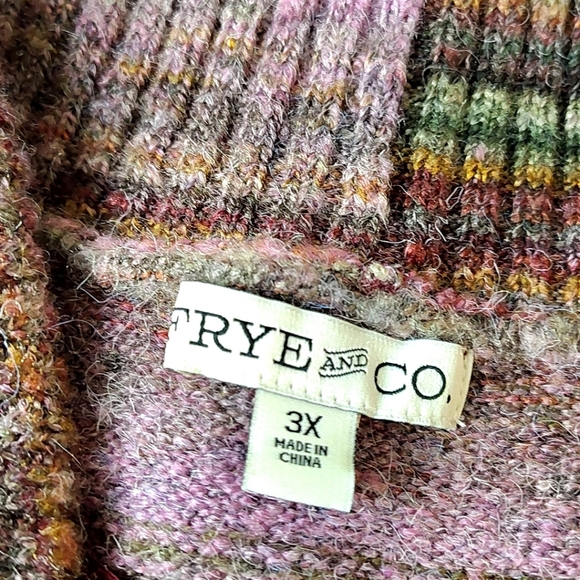 FRYE AND CO.
3X
MADE IN
CHINA